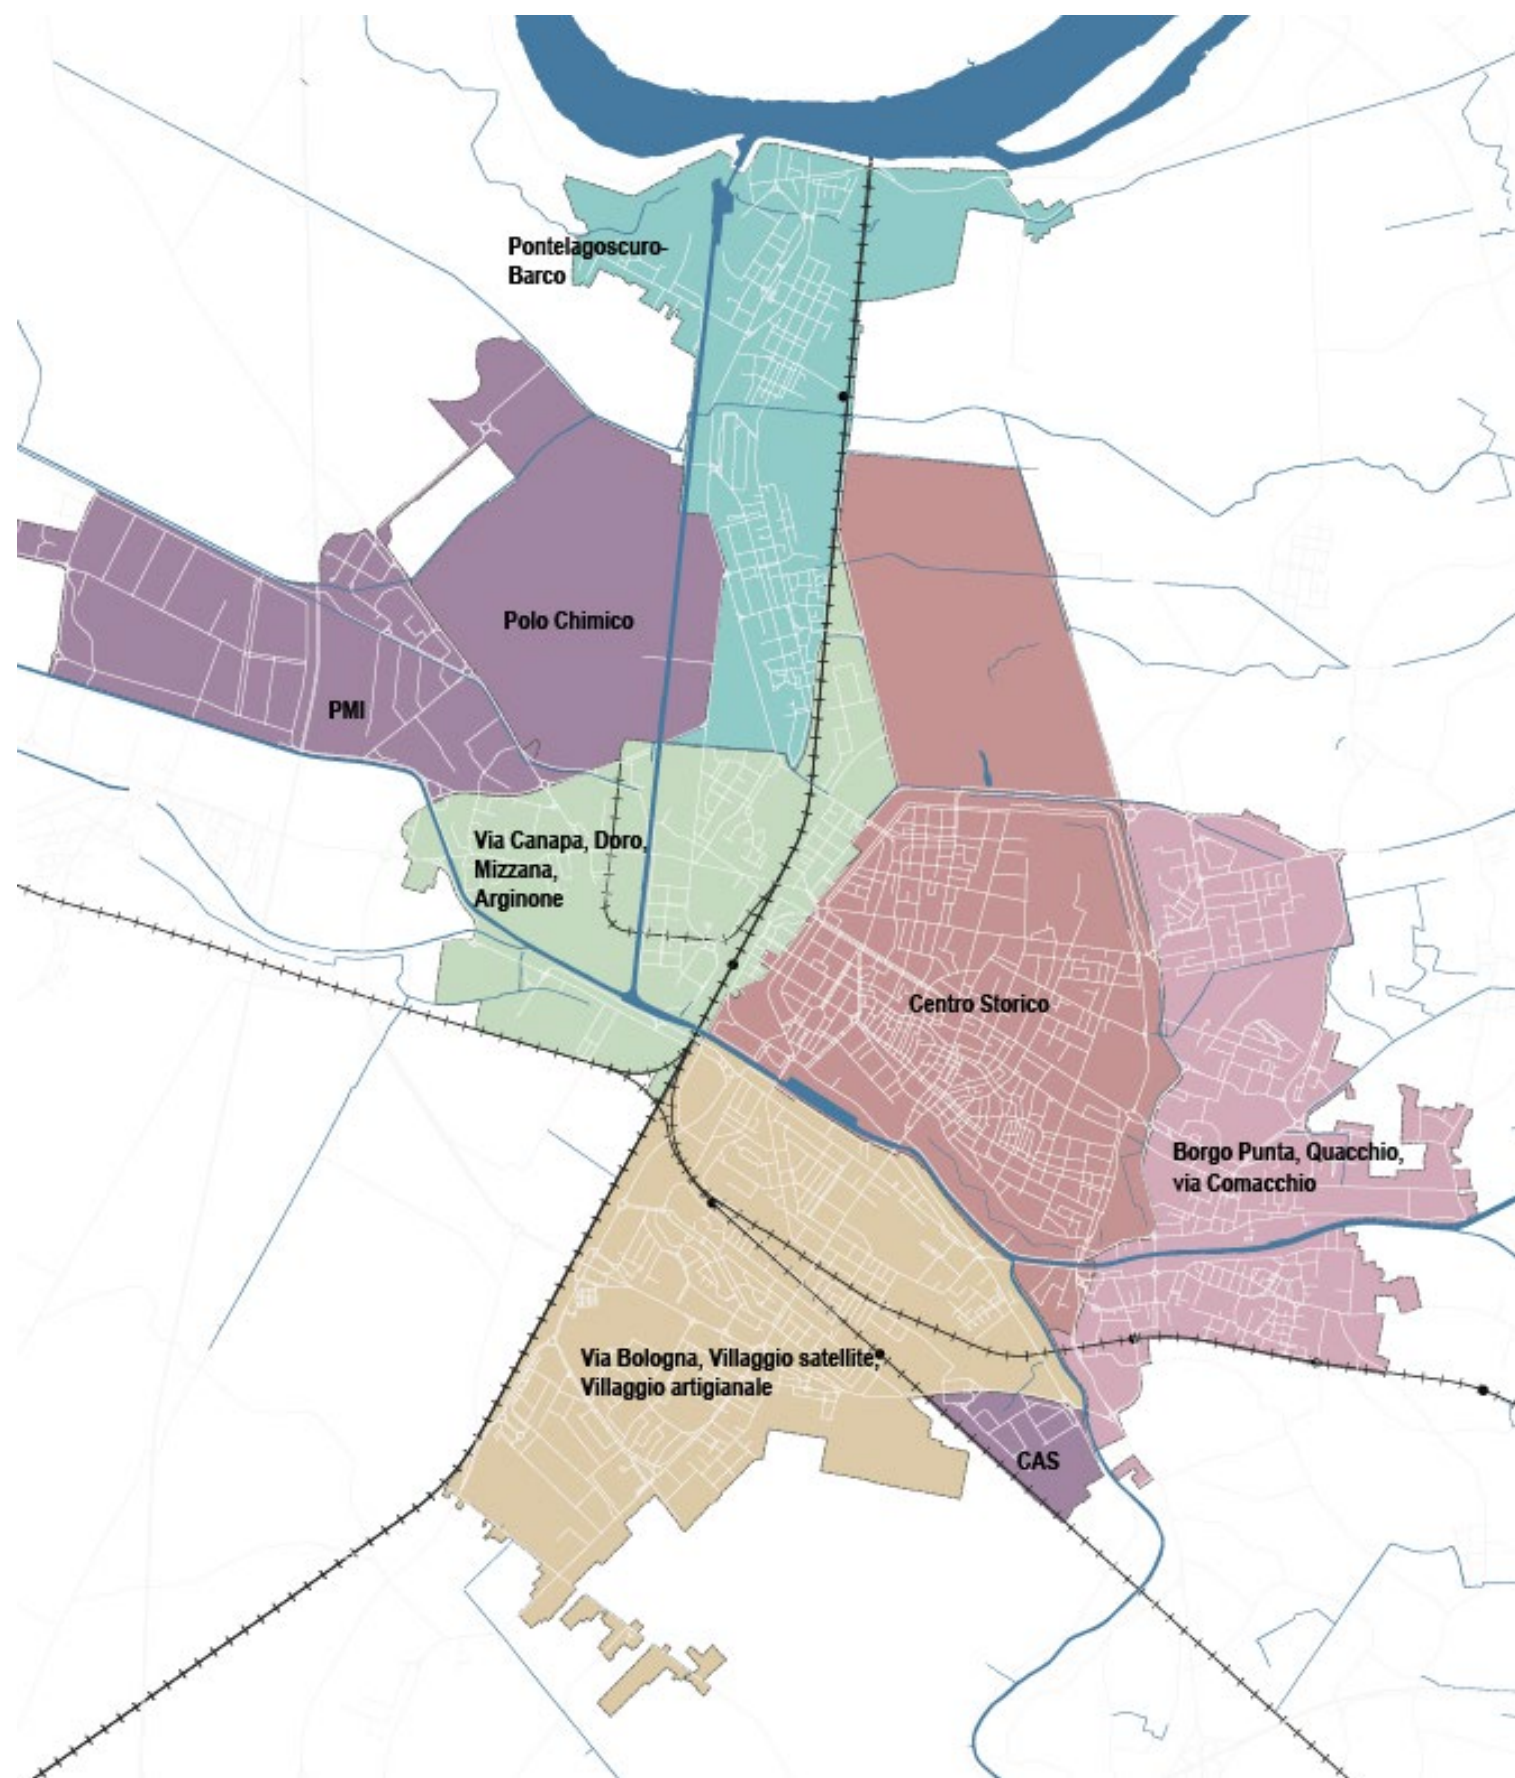 Pontelagoscuro-
Barco
Polo Chimico
PMI
Via Canapa, Doro,
Mizzana,
Arginone
Centro Storico
Borgo Punta, Quacchio,
via Comacchio
Via Bologna, Villaggio satellite,
Villaggio artigianale
CAS